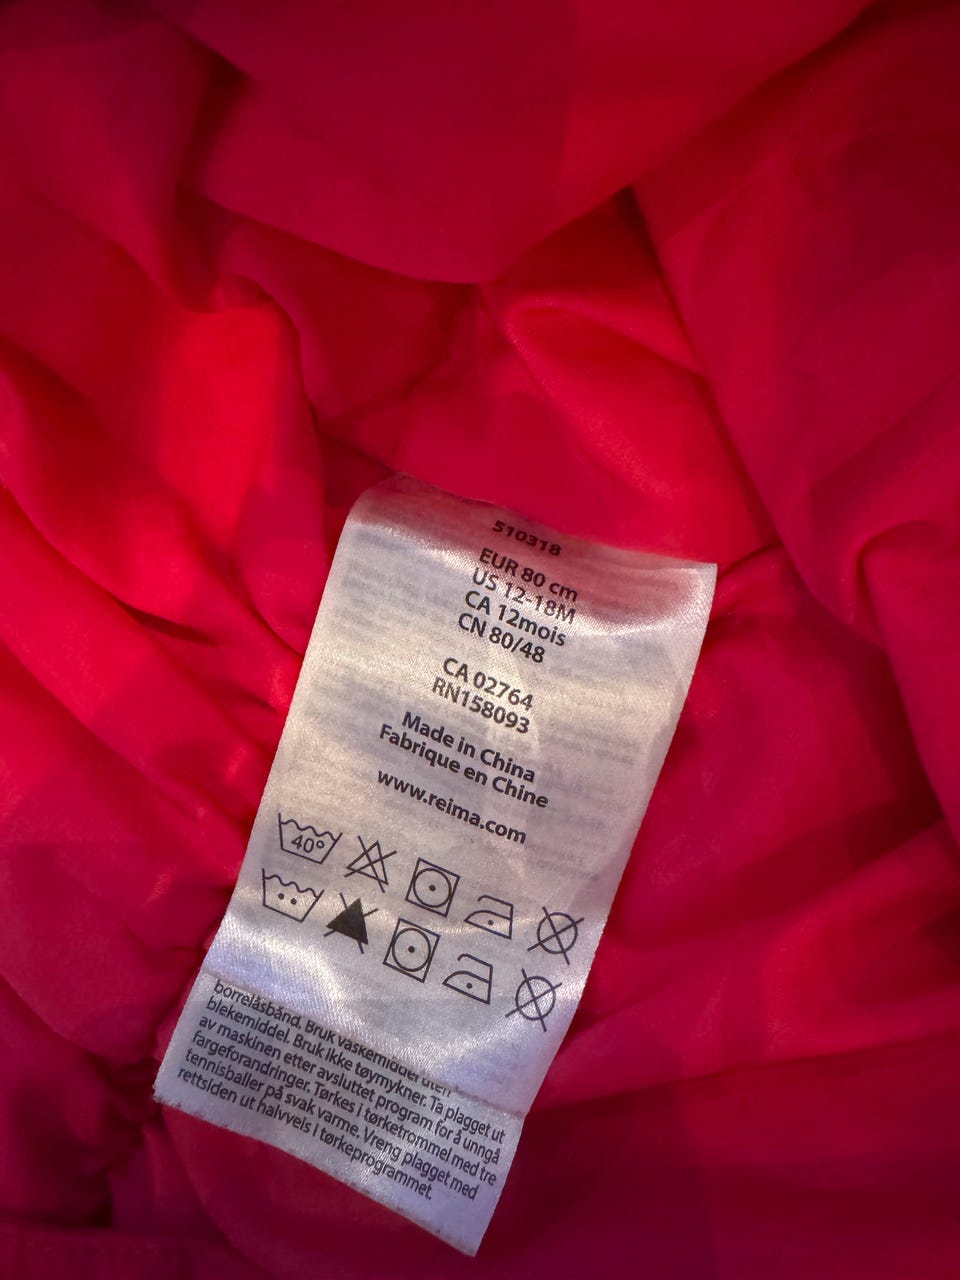 510318
EUR 80 cm
US 12-18M
CA 12mois
CN 80/48
CA 02764
RN158093
Made in China
Fabrique en Chine
www.reima.com
40°
borrelåsbånd. Bruk vaskemiddel uten
blekemiddel. Bruk ikke tøymykner. Ta plagget ut
av maskinen etter avsluttet program for å unngå
fargeforandringer. Tørkes i tørketrommel med tre
tennisballer på svak varme. Vreng plagget med
rettsiden ut halvveis i tørkeprogrammet.